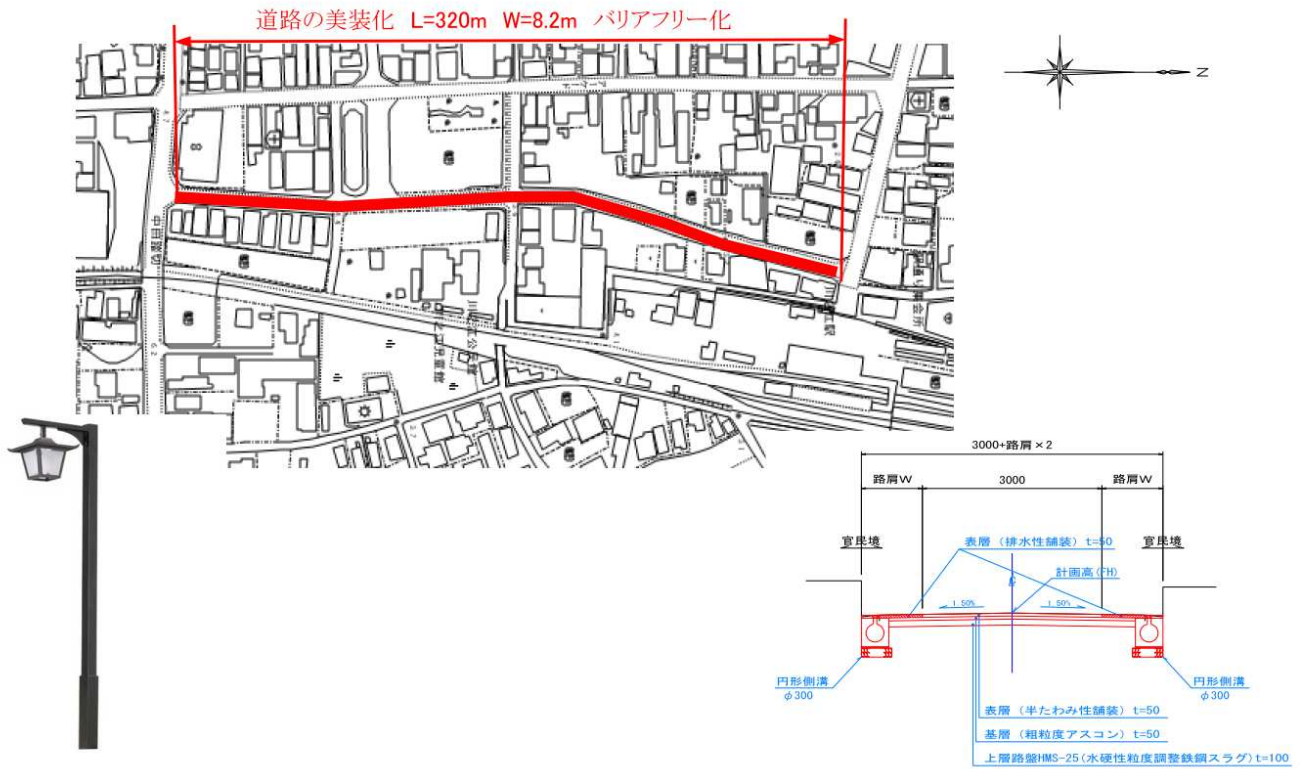 道路の美装化 L=320m W=8.2m バリアフリー化
N
アーケード
3000+路肩×2
路肩W
3000
路肩W
官民境
官民境
表層（排水性舗装）t=50
計画高(FH)
1.50%
1.50%
円形側溝
φ300
円形側溝
φ300
表層（半たわみ性舗装）t=50
基層（粗粒度アスコン）t=50
上層路盤HMS-25(水硬性粒度調整鉄鋼スラグ)t=100